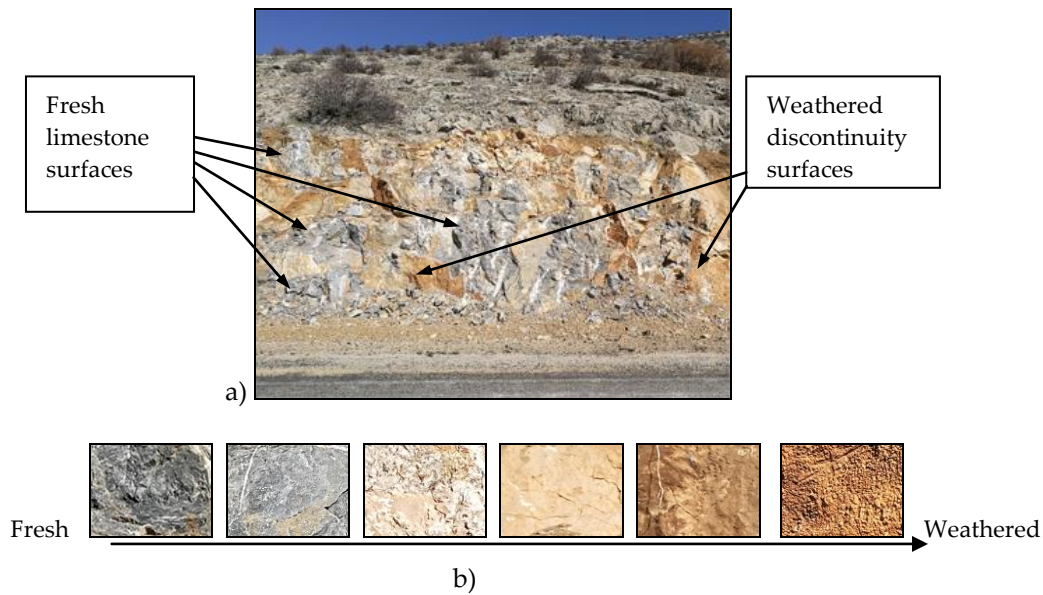 Fresh
limestone
surfaces
Weathered
discontinuity
surfaces
a)
Fresh
Weathered
b)